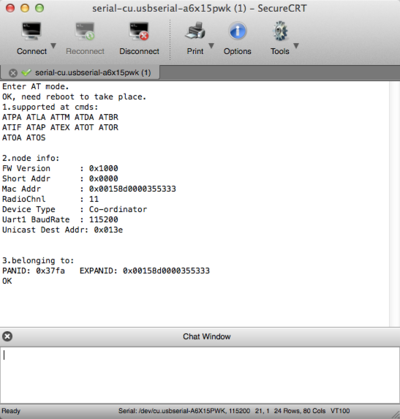 serial-cu.usbserial-a6x15pwk (1) – SecureCRT
Connect Reconnect Disconnect Print Options Tools
serial-cu.usbserial-a6x15pwk (1)
Enter AT mode.
OK, need reboot to take place.
1.supported at cmds:
ATPA ATLA ATTM ATDA ATBR
ATIF ATAP ATEX ATOT ATOR
ATOA ATOS
2.node info:
FW Version : 0x1000
Short Addr : 0x0000
Mac Addr : 0x00158d0000355333
RadioChnl : 11
Device Type : Co-ordinator
Uart1 BaudRate : 115200
Unicast Dest Addr: 0x013e
3.belonging to:
PANID: 0x37fa EXPANID: 0x00158d0000355333
OK
Chat Window
Ready Serial: /dev/cu.usbserial-A6X15PWK, 115200 21, 1 24 Rows, 80 Cols VT100